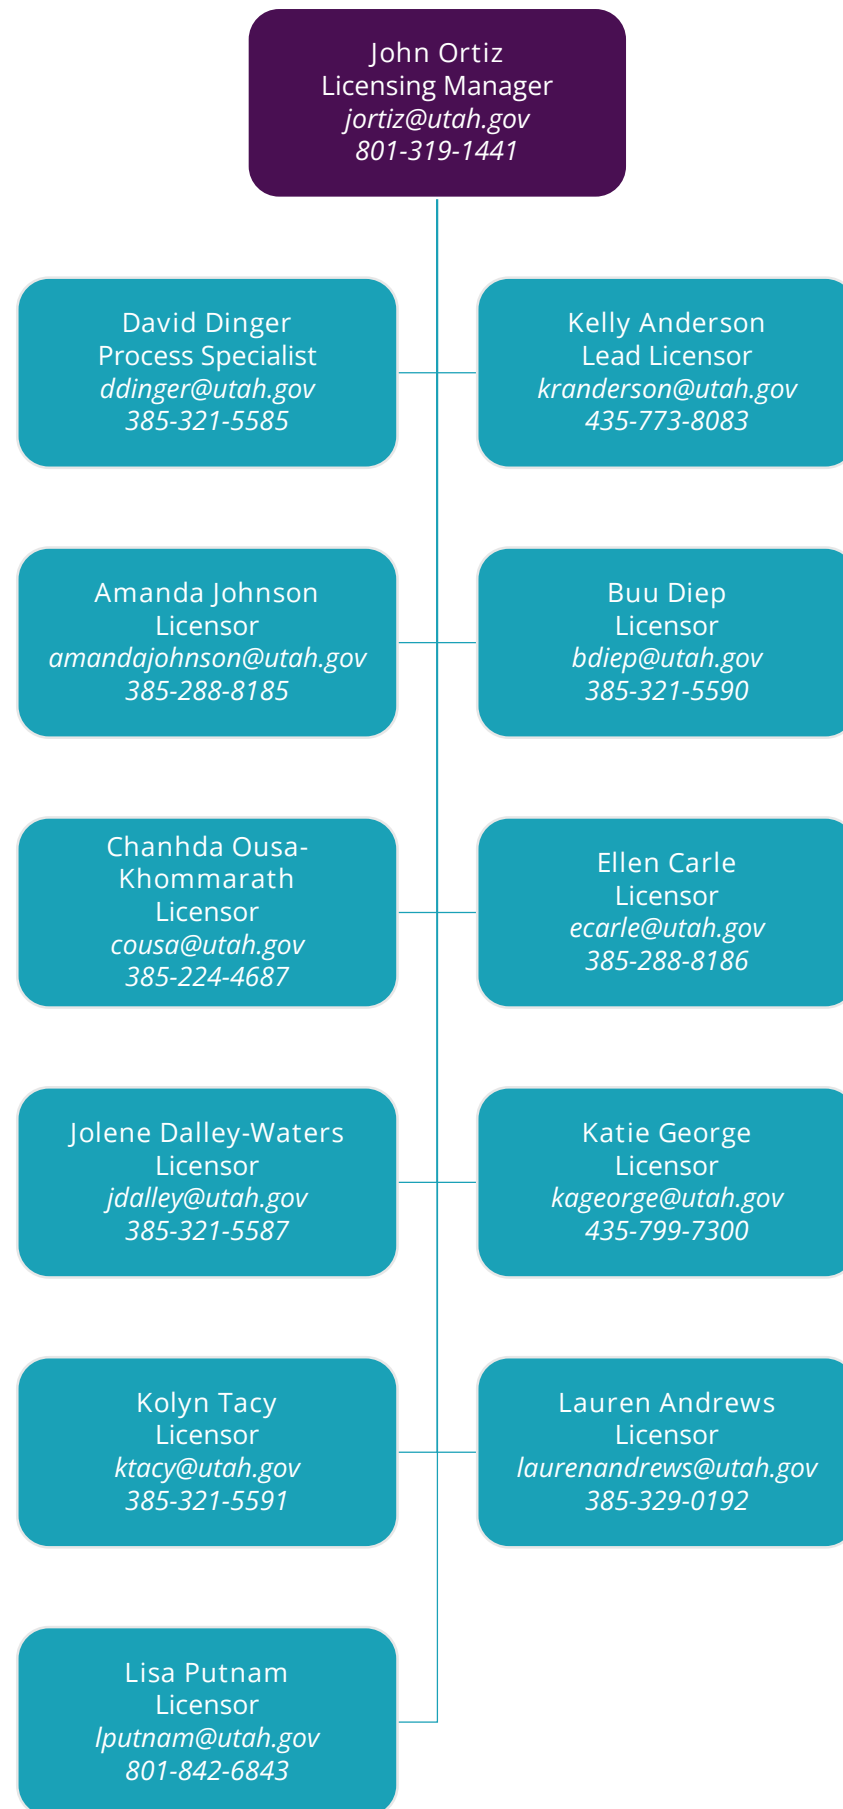 John Ortiz
Licensing Manager
jortiz@utah.gov
801-319-1441
David Dinger
Process Specialist
ddinger@utah.gov
385-321-5585
Kelly Anderson
Lead Licensor
kranderson@utah.gov
435-773-8083
Amanda Johnson
Licensor
amandajohnson@utah.gov
385-288-8185
Buu Diep
Licensor
bdiep@utah.gov
385-321-5590
Chanhda Ousa-
Khommarath
Licensor
cousa@utah.gov
385-224-4687
Ellen Carle
Licensor
ecarle@utah.gov
385-288-8186
Jolene Dalley-Waters
Licensor
jdalley@utah.gov
385-321-5587
Katie George
Licensor
kageorge@utah.gov
435-799-7300
Kolyn Tacy
Licensor
ktacy@utah.gov
385-321-5591
Lauren Andrews
Licensor
laurenandrews@utah.gov
385-329-0192
Lisa Putnam
Licensor
lputnam@utah.gov
801-842-6843